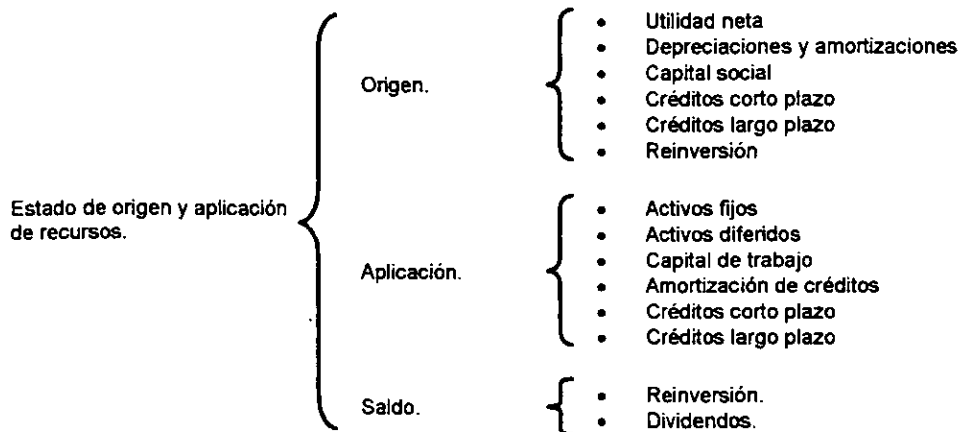 Estado de origen y aplicación
de recursos.
Origen.
• Utilidad neta
• Depreciaciones y amortizaciones
• Capital social
• Créditos corto plazo
• Créditos largo plazo
• Reinversión
Aplicación.
• Activos fijos
• Activos diferidos
• Capital de trabajo
• Amortización de créditos
• Créditos corto plazo
• Créditos largo plazo
Saldo.
• Reinversión.
• Dividendos.